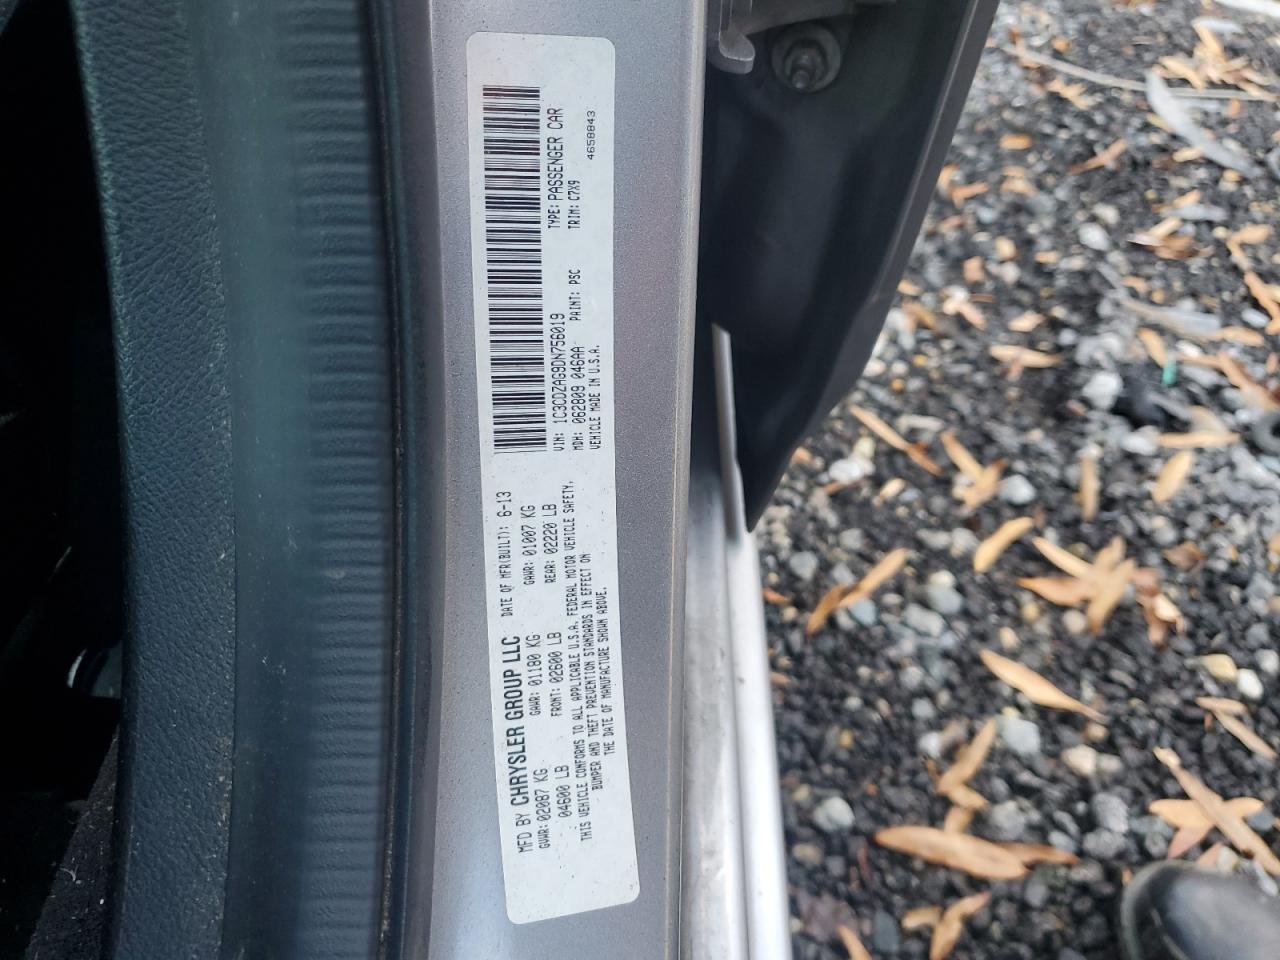 MFD BY CHRYSLER GROUP LLC DATE OF MFR(BUILT): 6-13
GVWR: 02087 KG GAWR: 01180 KG GAWR: 01007 KG
04600 LB FRONT: 02600 LB REAR: 02220 LB
THIS VEHICLE CONFORMS TO ALL APPLICABLE U.S.A. FEDERAL MOTOR VEHICLE SAFETY,
BUMPER AND THEFT PREVENTION STANDARDS IN EFFECT ON
THE DATE OF MANUFACTURE SHOWN ABOVE.
VIN: 1C3CDZAG9DN756019 TYPE: PASSENGER CAR
MDH: 062809 046AA PAINT: PSC TRIM: C7X9
VEHICLE MADE IN U.S.A. 4658843